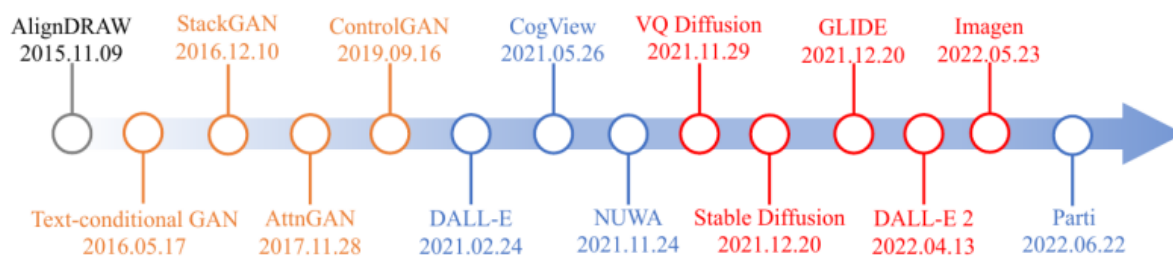 AlignDRAW
2015.11.09
StackGAN
2016.12.10
ControlGAN
2019.09.16
CogView
2021.05.26
VQ Diffusion
2021.11.29
GLIDE
2021.12.20
Imagen
2022.05.23
Text-conditional GAN
2016.05.17
AttnGAN
2017.11.28
DALL-E
2021.02.24
NUWA
2021.11.24
Stable Diffusion
2021.12.20
DALL-E 2
2022.04.13
Parti
2022.06.22